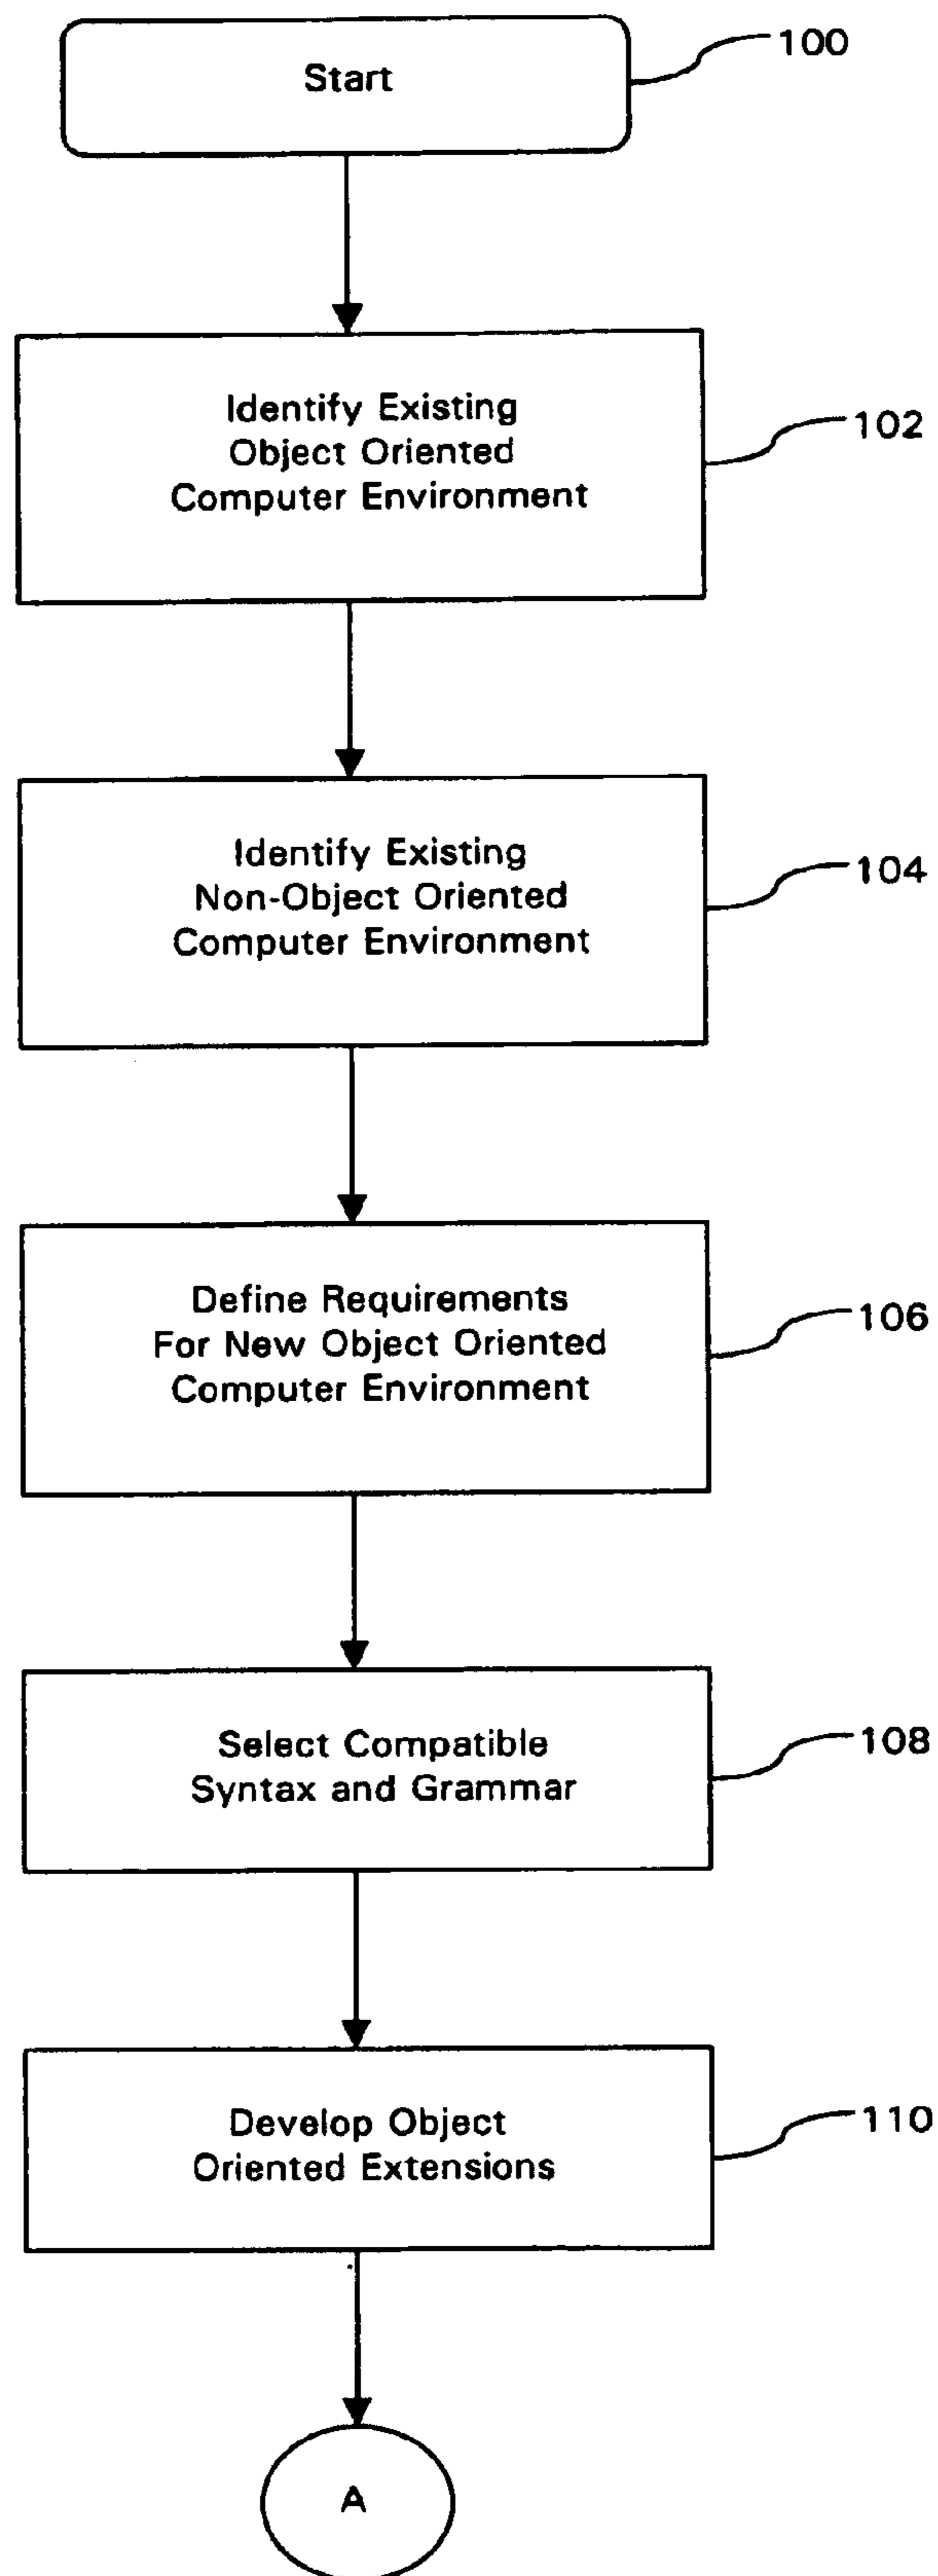 Start
100
Identify Existing
Object Oriented
Computer Environment
102
Identify Existing
Non-Object Oriented
Computer Environment
104
Define Requirements
For New Object Oriented
Computer Environment
106
Select Compatible
Syntax and Grammar
108
Develop Object
Oriented Extensions
110
A